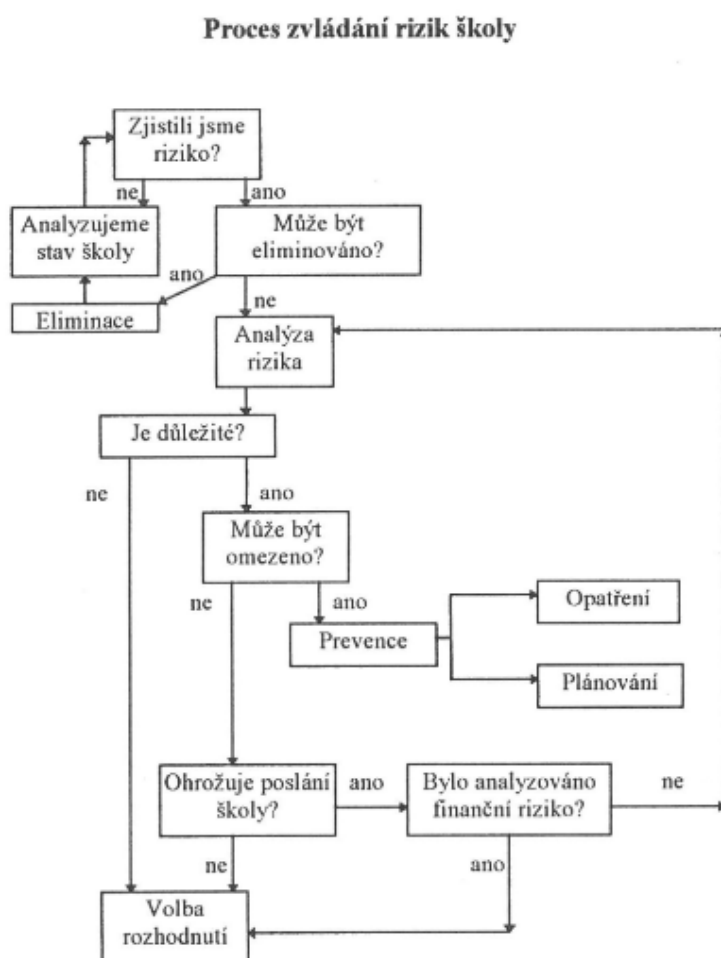 Proces zvládání rizik školy
Zjistili jsme
riziko?
ne
ano
Analyzujeme
stav školy
Může být
eliminováno?
ano
ne
Eliminace
Analýza
rizika
Je důležité?
ne
ano
Může být
omezeno?
ne
ano
Opatření
Prevence
Plánování
Ohrožuje poslání
školy?
ano
Bylo analyzováno
finanční riziko?
ne
ne
ano
Volba
rozhodnutí